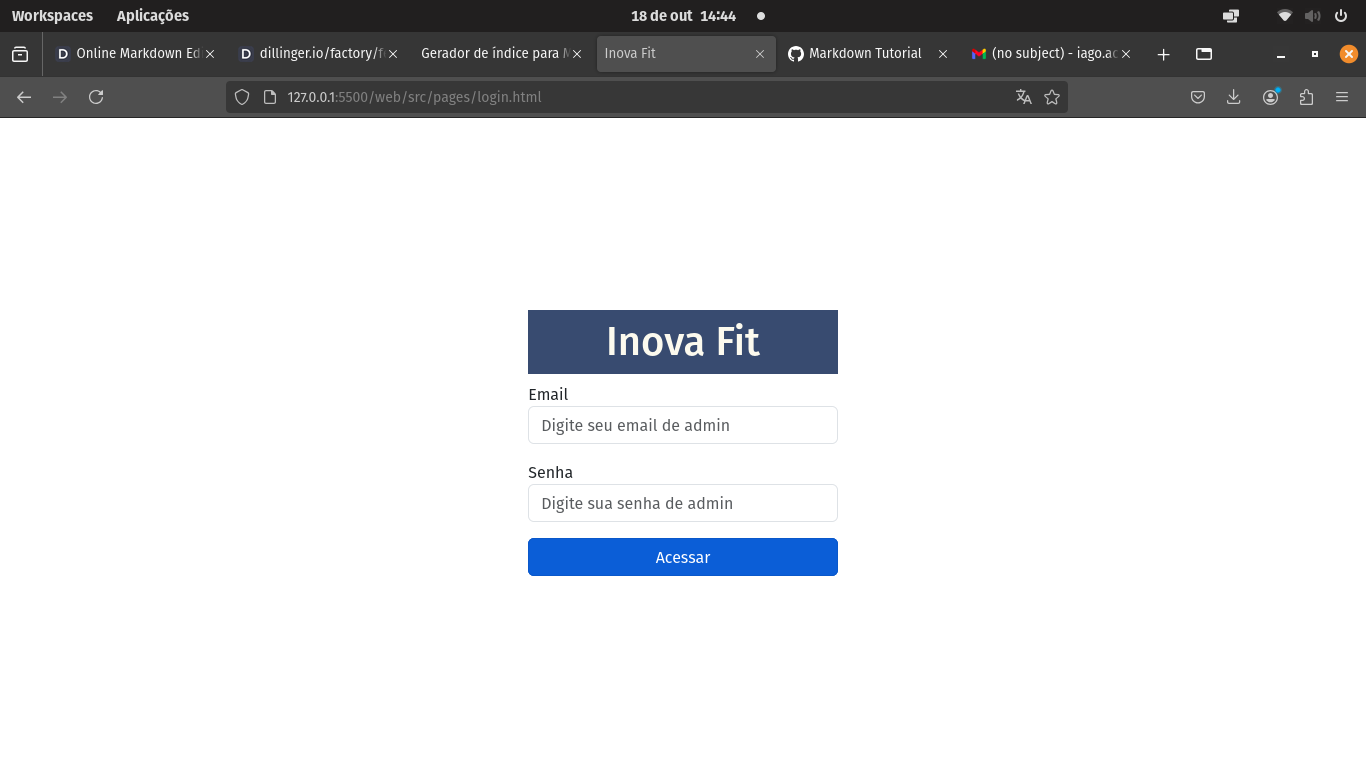 Workspaces Aplicações 18 de out 14:44
Online Markdown Ed dillinger.io/factory/f Gerador de índice para Inova Fit Markdown Tutorial (no subject) - iago.ac
127.0.0.1:5500/web/src/pages/login.html
Inova Fit
Email
Digite seu email de admin
Senha
Digite sua senha de admin
Acessar